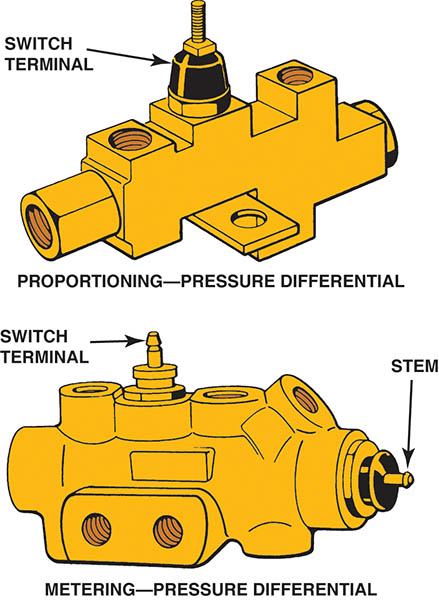 SWITCH
TERMINAL
PROPORTIONING—PRESSURE DIFFERENTIAL
SWITCH
TERMINAL
STEM
METERING—PRESSURE DIFFERENTIAL